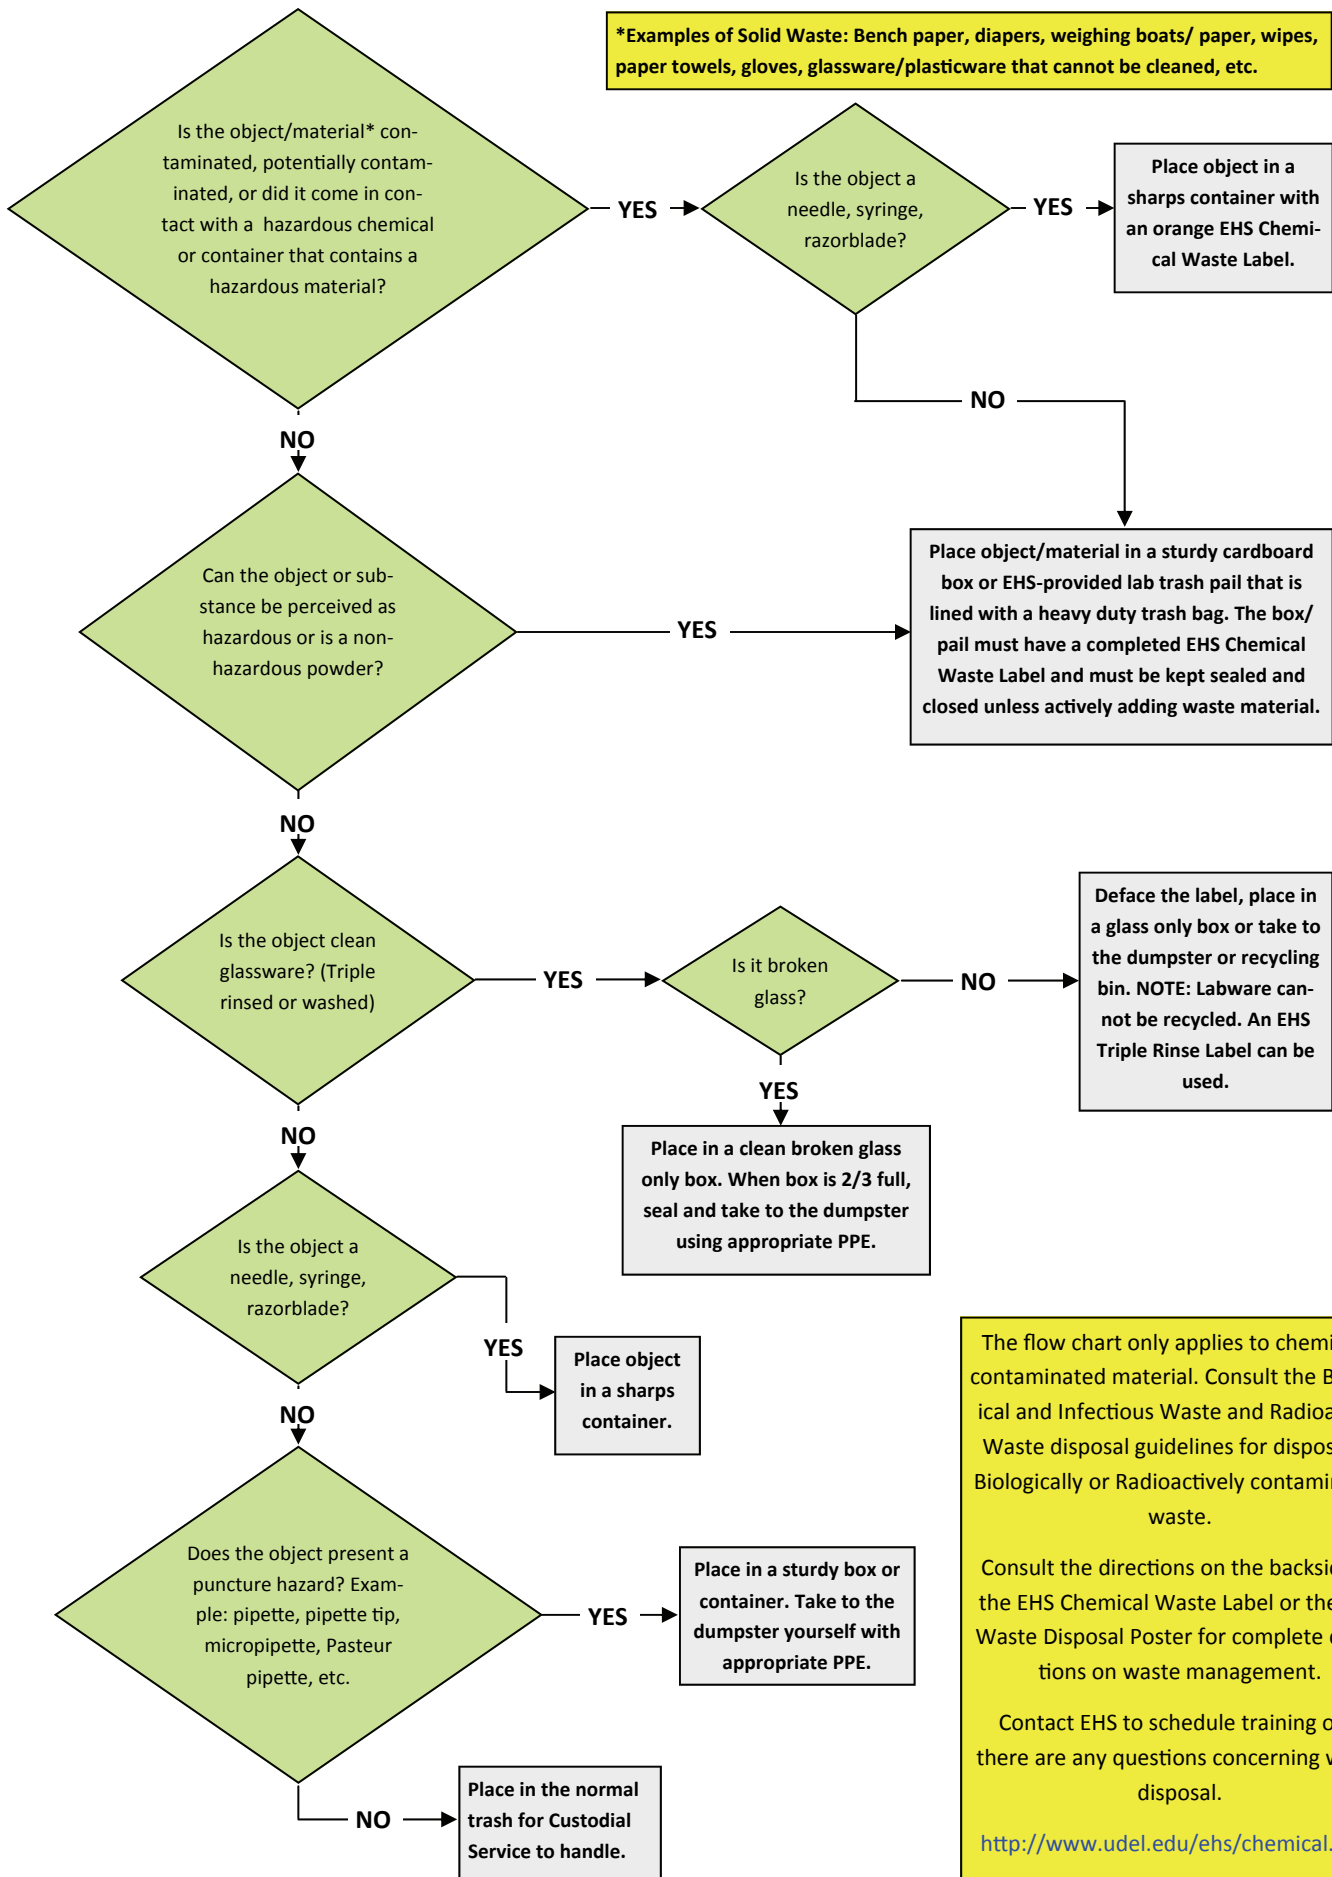 *Examples of Solid Waste: Bench paper, diapers, weighing boats/ paper, wipes,
paper towels, gloves, glassware/plasticware that cannot be cleaned, etc.
Is the object/material* con-
taminated, potentially contam-
inated, or did it come in con-
tact with a hazardous chemical
or container that contains a
hazardous material?
YES
Is the object a
needle, syringe,
razorblade?
YES
Place object in a
sharps container with
an orange EHS Chemi-
cal Waste Label.
NO
NO
Can the object or sub-
stance be perceived as
hazardous or is a non-
hazardous powder?
YES
Place object/material in a sturdy cardboard
box or EHS-provided lab trash pail that is
lined with a heavy duty trash bag. The box/
pail must have a completed EHS Chemical
Waste Label and must be kept sealed and
closed unless actively adding waste material.
NO
Is the object clean
glassware? (Triple
rinsed or washed)
YES
Is it broken
glass?
NO
Deface the label, place in
a glass only box or take to
the dumpster or recycling
bin. NOTE: Labware can-
not be recycled. An EHS
Triple Rinse Label can be
used.
YES
Place in a clean broken glass
only box. When box is 2/3 full,
seal and take to the dumpster
using appropriate PPE.
NO
Is the object a
needle, syringe,
razorblade?
YES
Place object
in a sharps
container.
NO
Does the object present a
puncture hazard? Exam-
ple: pipette, pipette tip,
micropipette, Pasteur
pipette, etc.
YES
Place in a sturdy box or
container. Take to the
dumpster yourself with
appropriate PPE.
NO
Place in the normal
trash for Custodial
Service to handle.
The flow chart only applies to chemi
contaminated material. Consult the B
ical and Infectious Waste and Radioa
Waste disposal guidelines for dispos
Biologically or Radioactively contamin
waste.
Consult the directions on the backsid
the EHS Chemical Waste Label or the
Waste Disposal Poster for complete
tions on waste management.
Contact EHS to schedule training o
there are any questions concerning
disposal.
http://www.udel.edu/ehs/chemical.